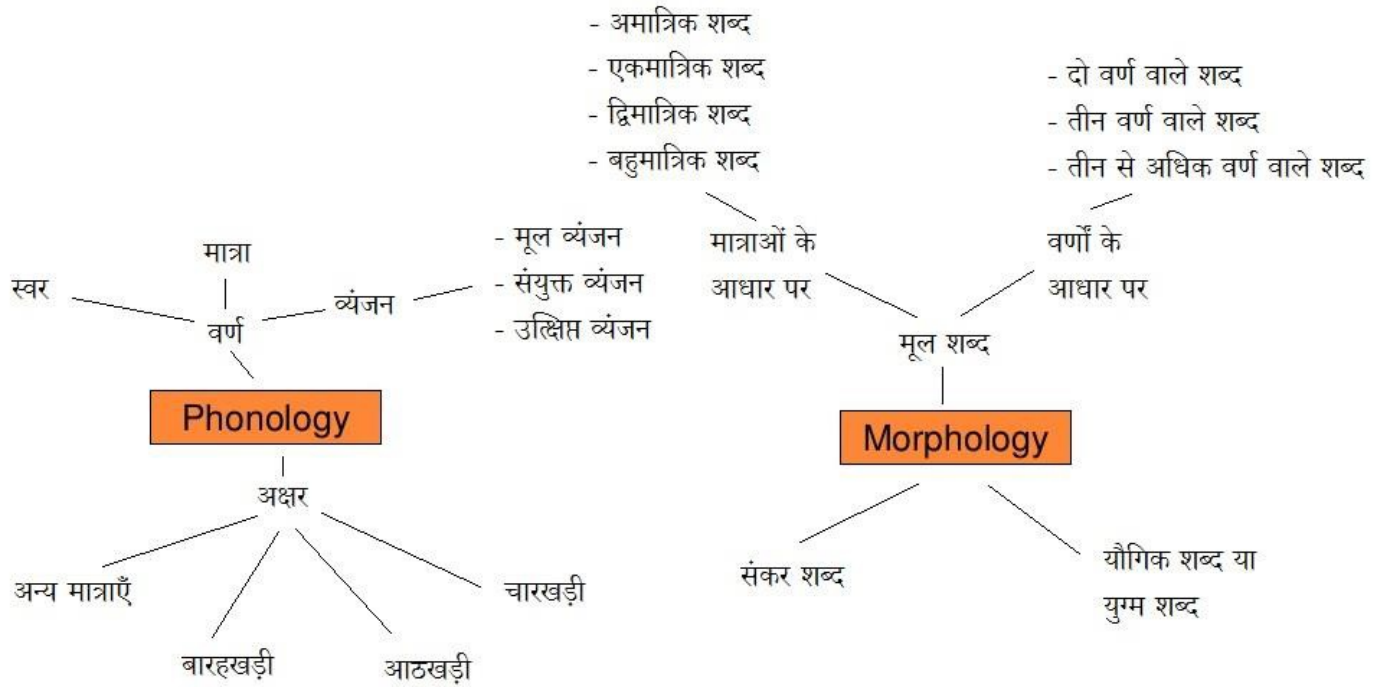 - अमात्रिक शब्द
- एकमात्रिक शब्द
- द्विमात्रिक शब्द
- बहुमात्रिक शब्द
- दो वर्ण वाले शब्द
- तीन वर्ण वाले शब्द
- तीन से अधिक वर्ण वाले शब्द
मात्राओं के
आधार पर
वर्णों के
आधार पर
मूल शब्द
Morphology
संकर शब्द
यौगिक शब्द या
युग्म शब्द
स्वर
मात्रा
व्यंजन
- मूल व्यंजन
- संयुक्त व्यंजन
- उत्क्षिप्त व्यंजन
वर्ण
Phonology
अक्षर
अन्य मात्राएँ
बारहखड़ी
आठखड़ी
चारखड़ी